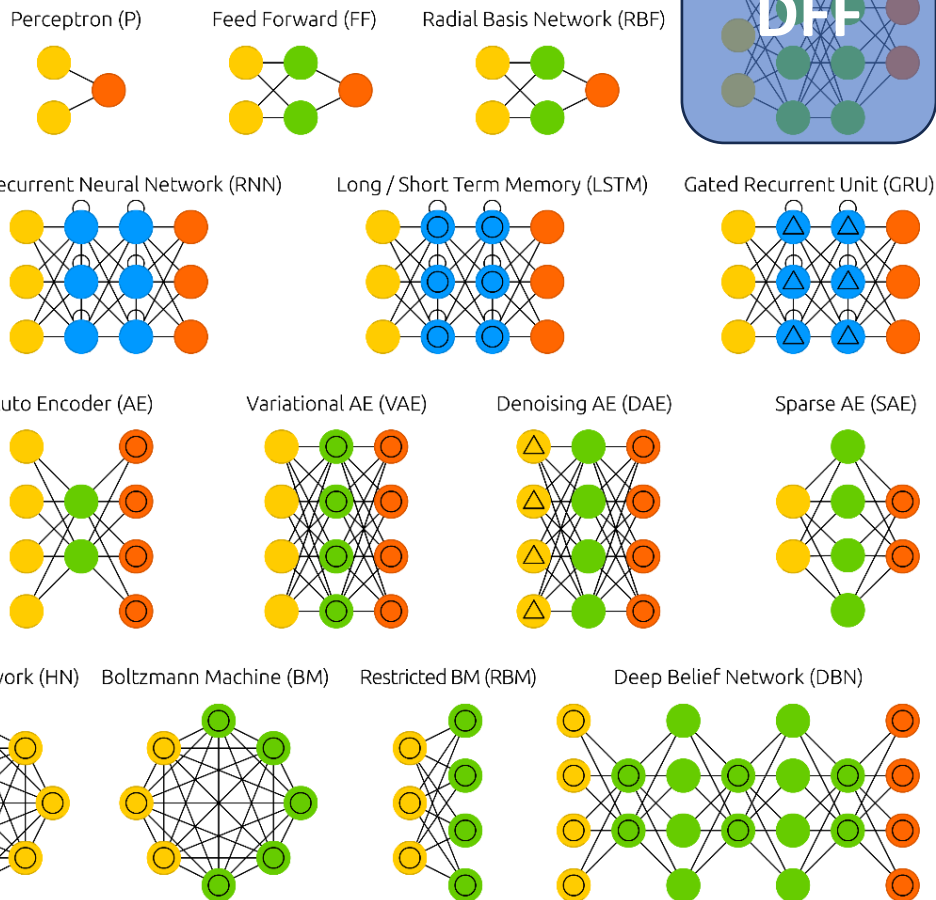 Perceptron (P)
Feed Forward (FF)
Radial Basis Network (RBF)
DFF
ecurrent Neural Network (RNN)
Long / Short Term Memory (LSTM)
Gated Recurrent Unit (GRU)
uto Encoder (AE)
Variational AE (VAE)
Denoising AE (DAE)
Sparse AE (SAE)
ork (HN)
Boltzmann Machine (BM)
Restricted BM (RBM)
Deep Belief Network (DBN)